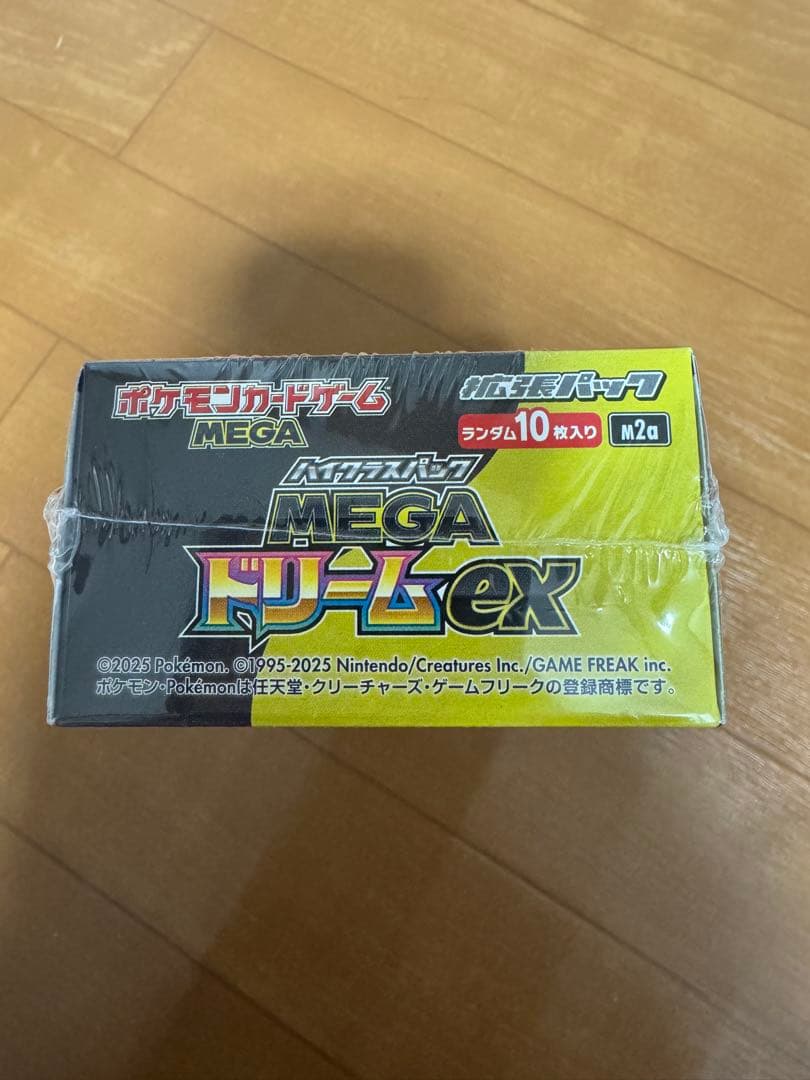 ポケモンカードゲーム
MEGA
拡張パック
ランダム10枚入り
M2a
ハイクラスパック
MEGA
ドリームex
©2025 Pokémon. ©1995-2025 Nintendo/Creatures Inc./GAME FREAK inc.
ポケモン・Pokémonは任天堂・クリーチャーズ・ゲームフリークの登録商標です。